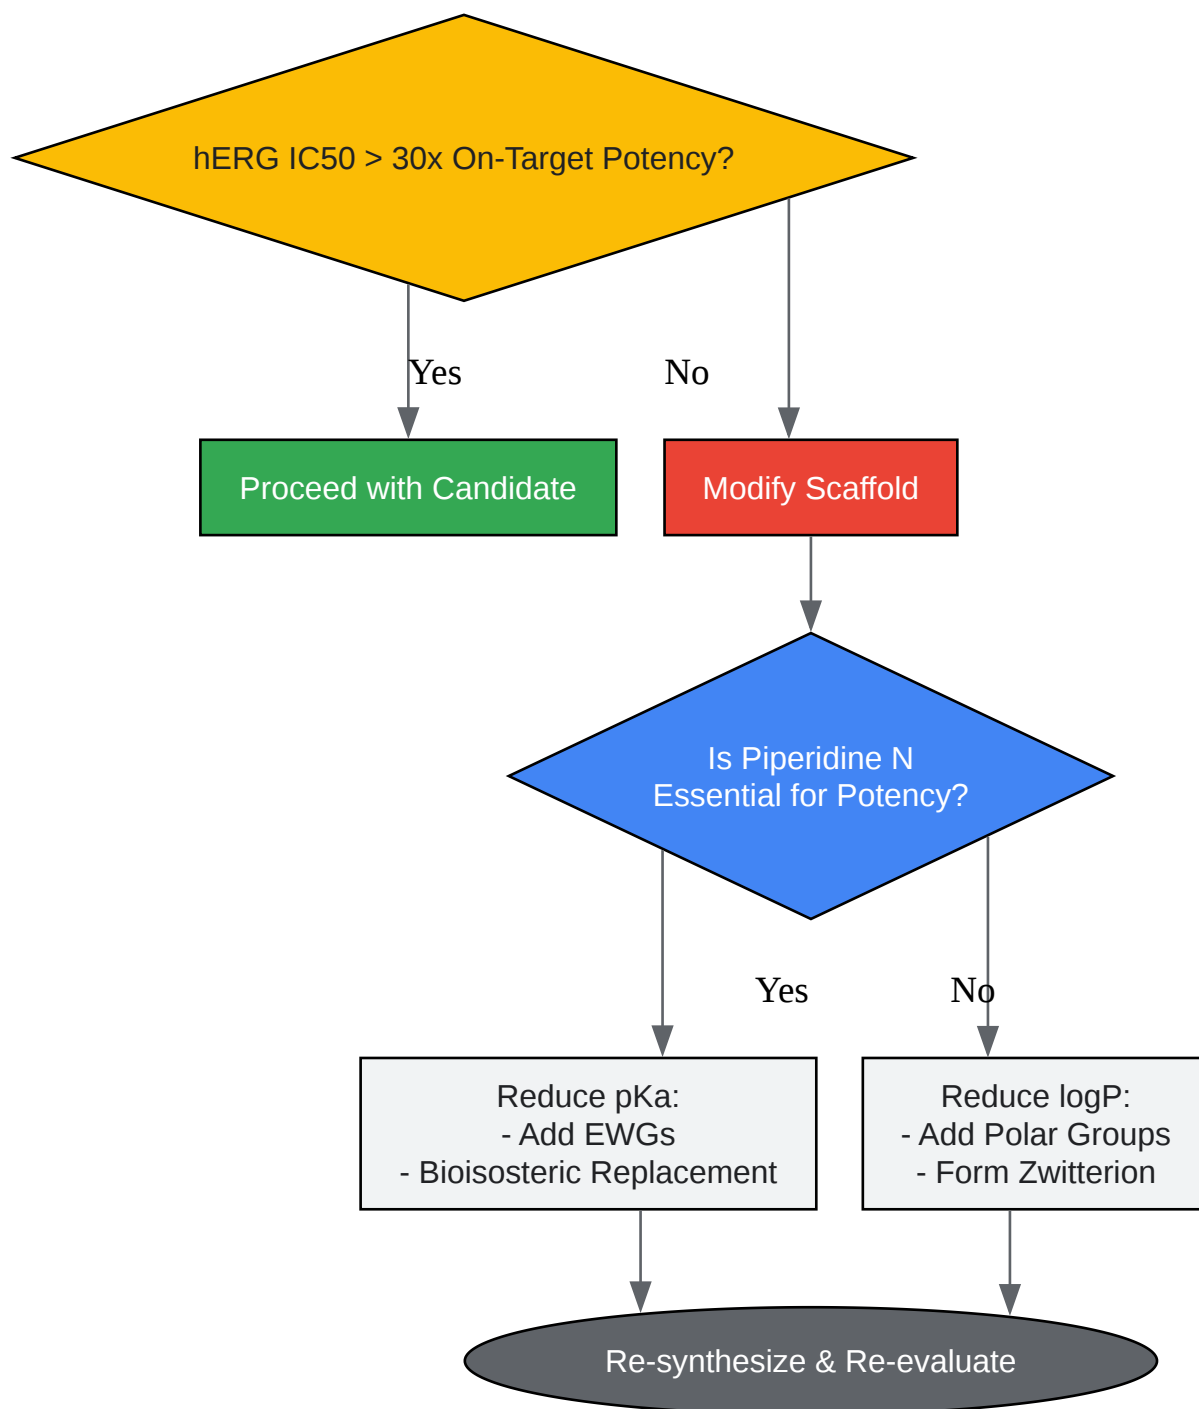 hERG IC50 > 30x On-Target Potency?
Yes
No
Proceed with Candidate
Modify Scaffold
Is Piperidine N
Essential for Potency?
Yes
No
Reduce pKa:
- Add EWGs
- Bioisosteric Replacement
Reduce logP:
- Add Polar Groups
- Form Zwitterion
Re-synthesize & Re-evaluate